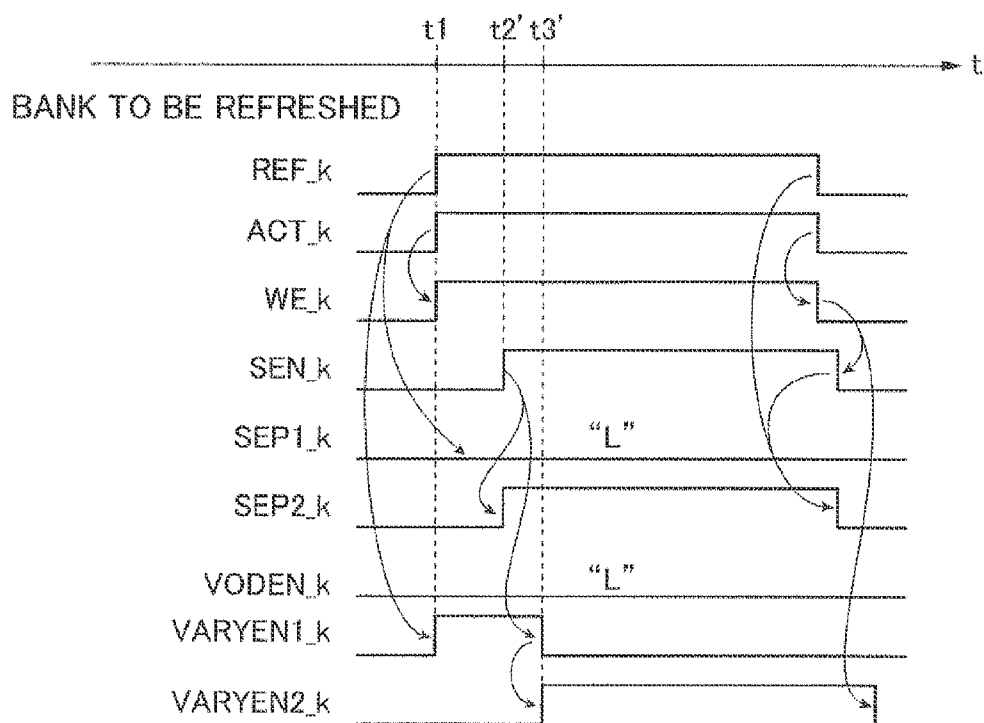 t1 t2' t3'
t
BANK TO BE REFRESHED
REF_k
ACT_k
WE_k
SEN_k
SEP1_k "L"
SEP2_k
VODEN_k "L"
VARYEN1_k
VARYEN2_k